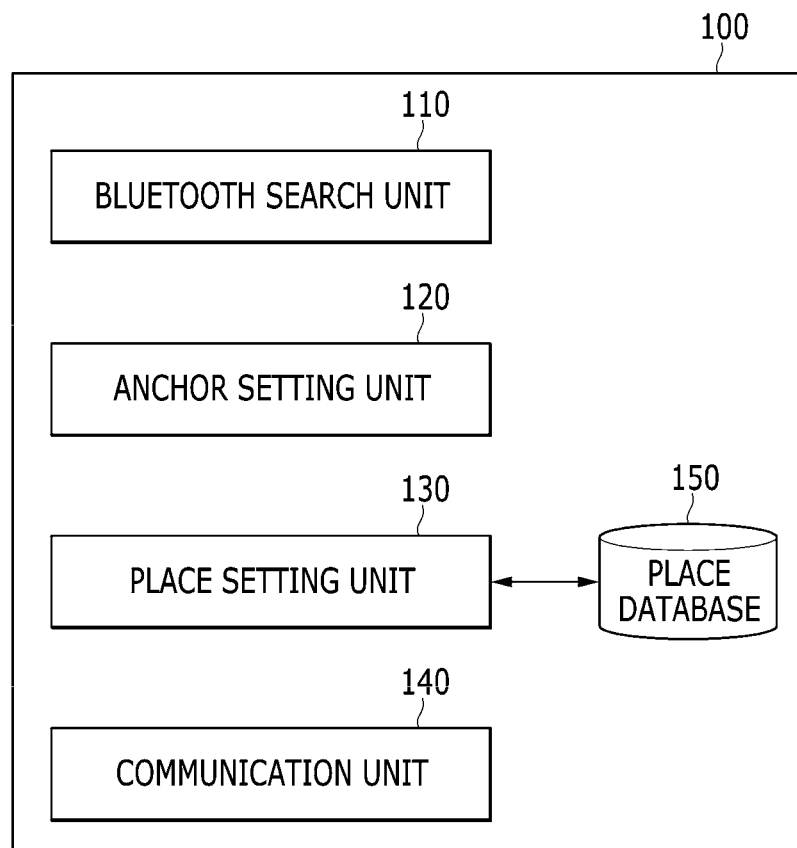 100
110
BLUETOOTH SEARCH UNIT
120
ANCHOR SETTING UNIT
130
PLACE SETTING UNIT
150
PLACE
DATABASE
140
COMMUNICATION UNIT